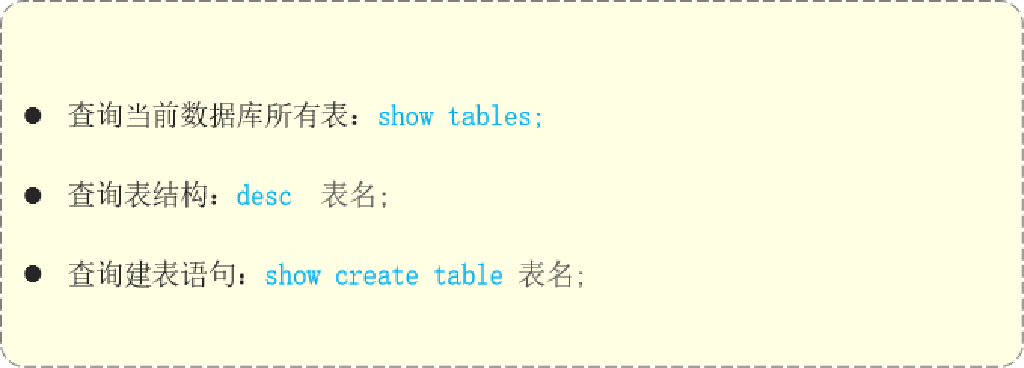 ● 查询当前数据库所有表：show tables;
● 查询表结构：desc 表名;
● 查询建表语句：show create table 表名;